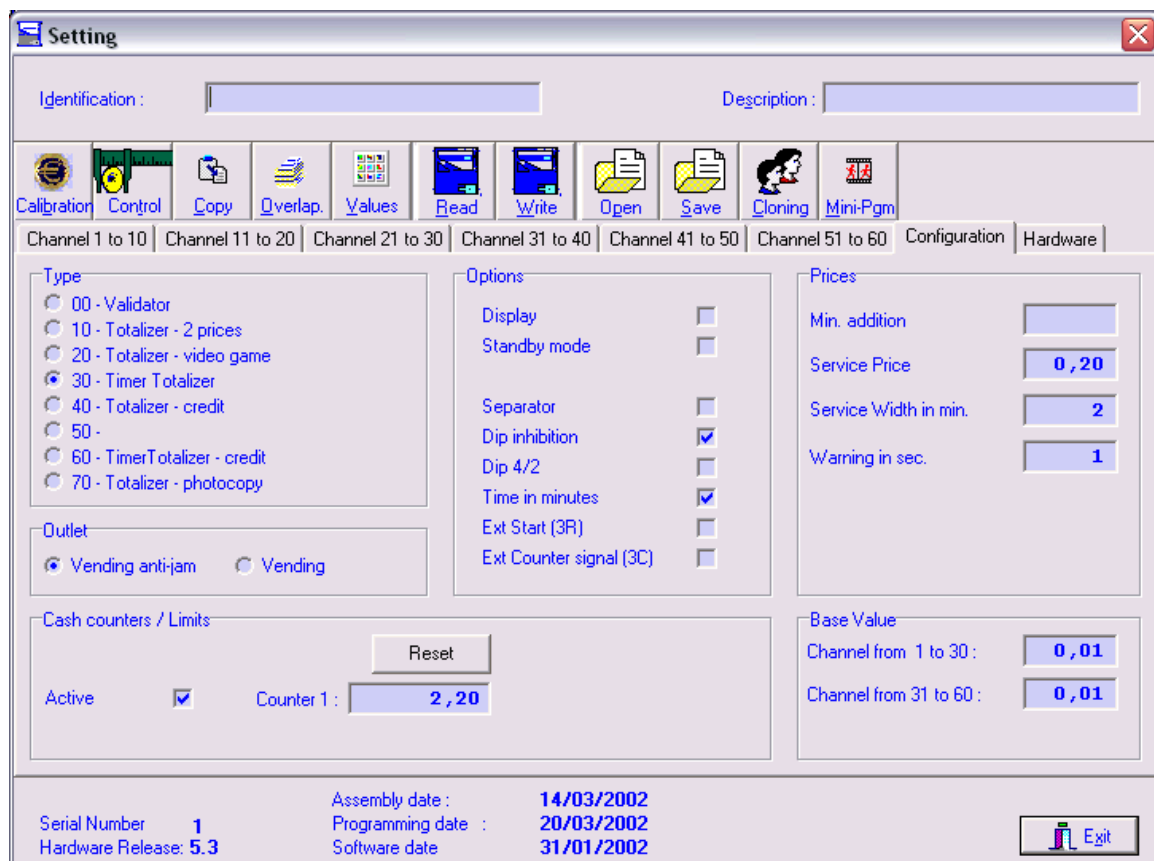 Setting
Identification :
Description :
Calibration Control Copy Overlap. Values Read Write Open Save Cloning Mini-Pgm
Channel 1 to 10 Channel 11 to 20 Channel 21 to 30 Channel 31 to 40 Channel 41 to 50 Channel 51 to 60 Configuration Hardware
Type
00 - Validator
10 - Totalizer - 2 prices
20 - Totalizer - video game
30 - Timer Totalizer
40 - Totalizer - credit
50 -
60 - TimerTotalizer - credit
70 - Totalizer - photocopy
Outlet
Vending anti-jam Vending
Options
Display
Standby mode
Separator
Dip inhibition
Dip 4/2
Time in minutes
Ext Start (3R)
Ext Counter signal (3C)
Prices
Min. addition
Service Price 0,20
Service Width in min. 2
Warning in sec. 1
Cash counters / Limits
Reset
Active Counter 1 : 2,20
Base Value
Channel from 1 to 30 : 0,01
Channel from 31 to 60 : 0,01
Serial Number 1
Hardware Release: 5.3
Assembly date : 14/03/2002
Programming date : 20/03/2002
Software date 31/01/2002
Exit